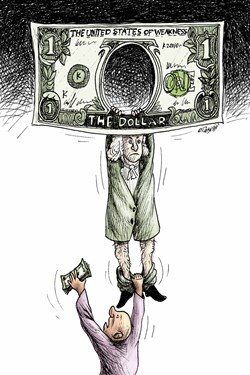 THE UNITED STATES OF WEAKNESS
1
1
K
K
ONE
1
1
THE DOLLAR